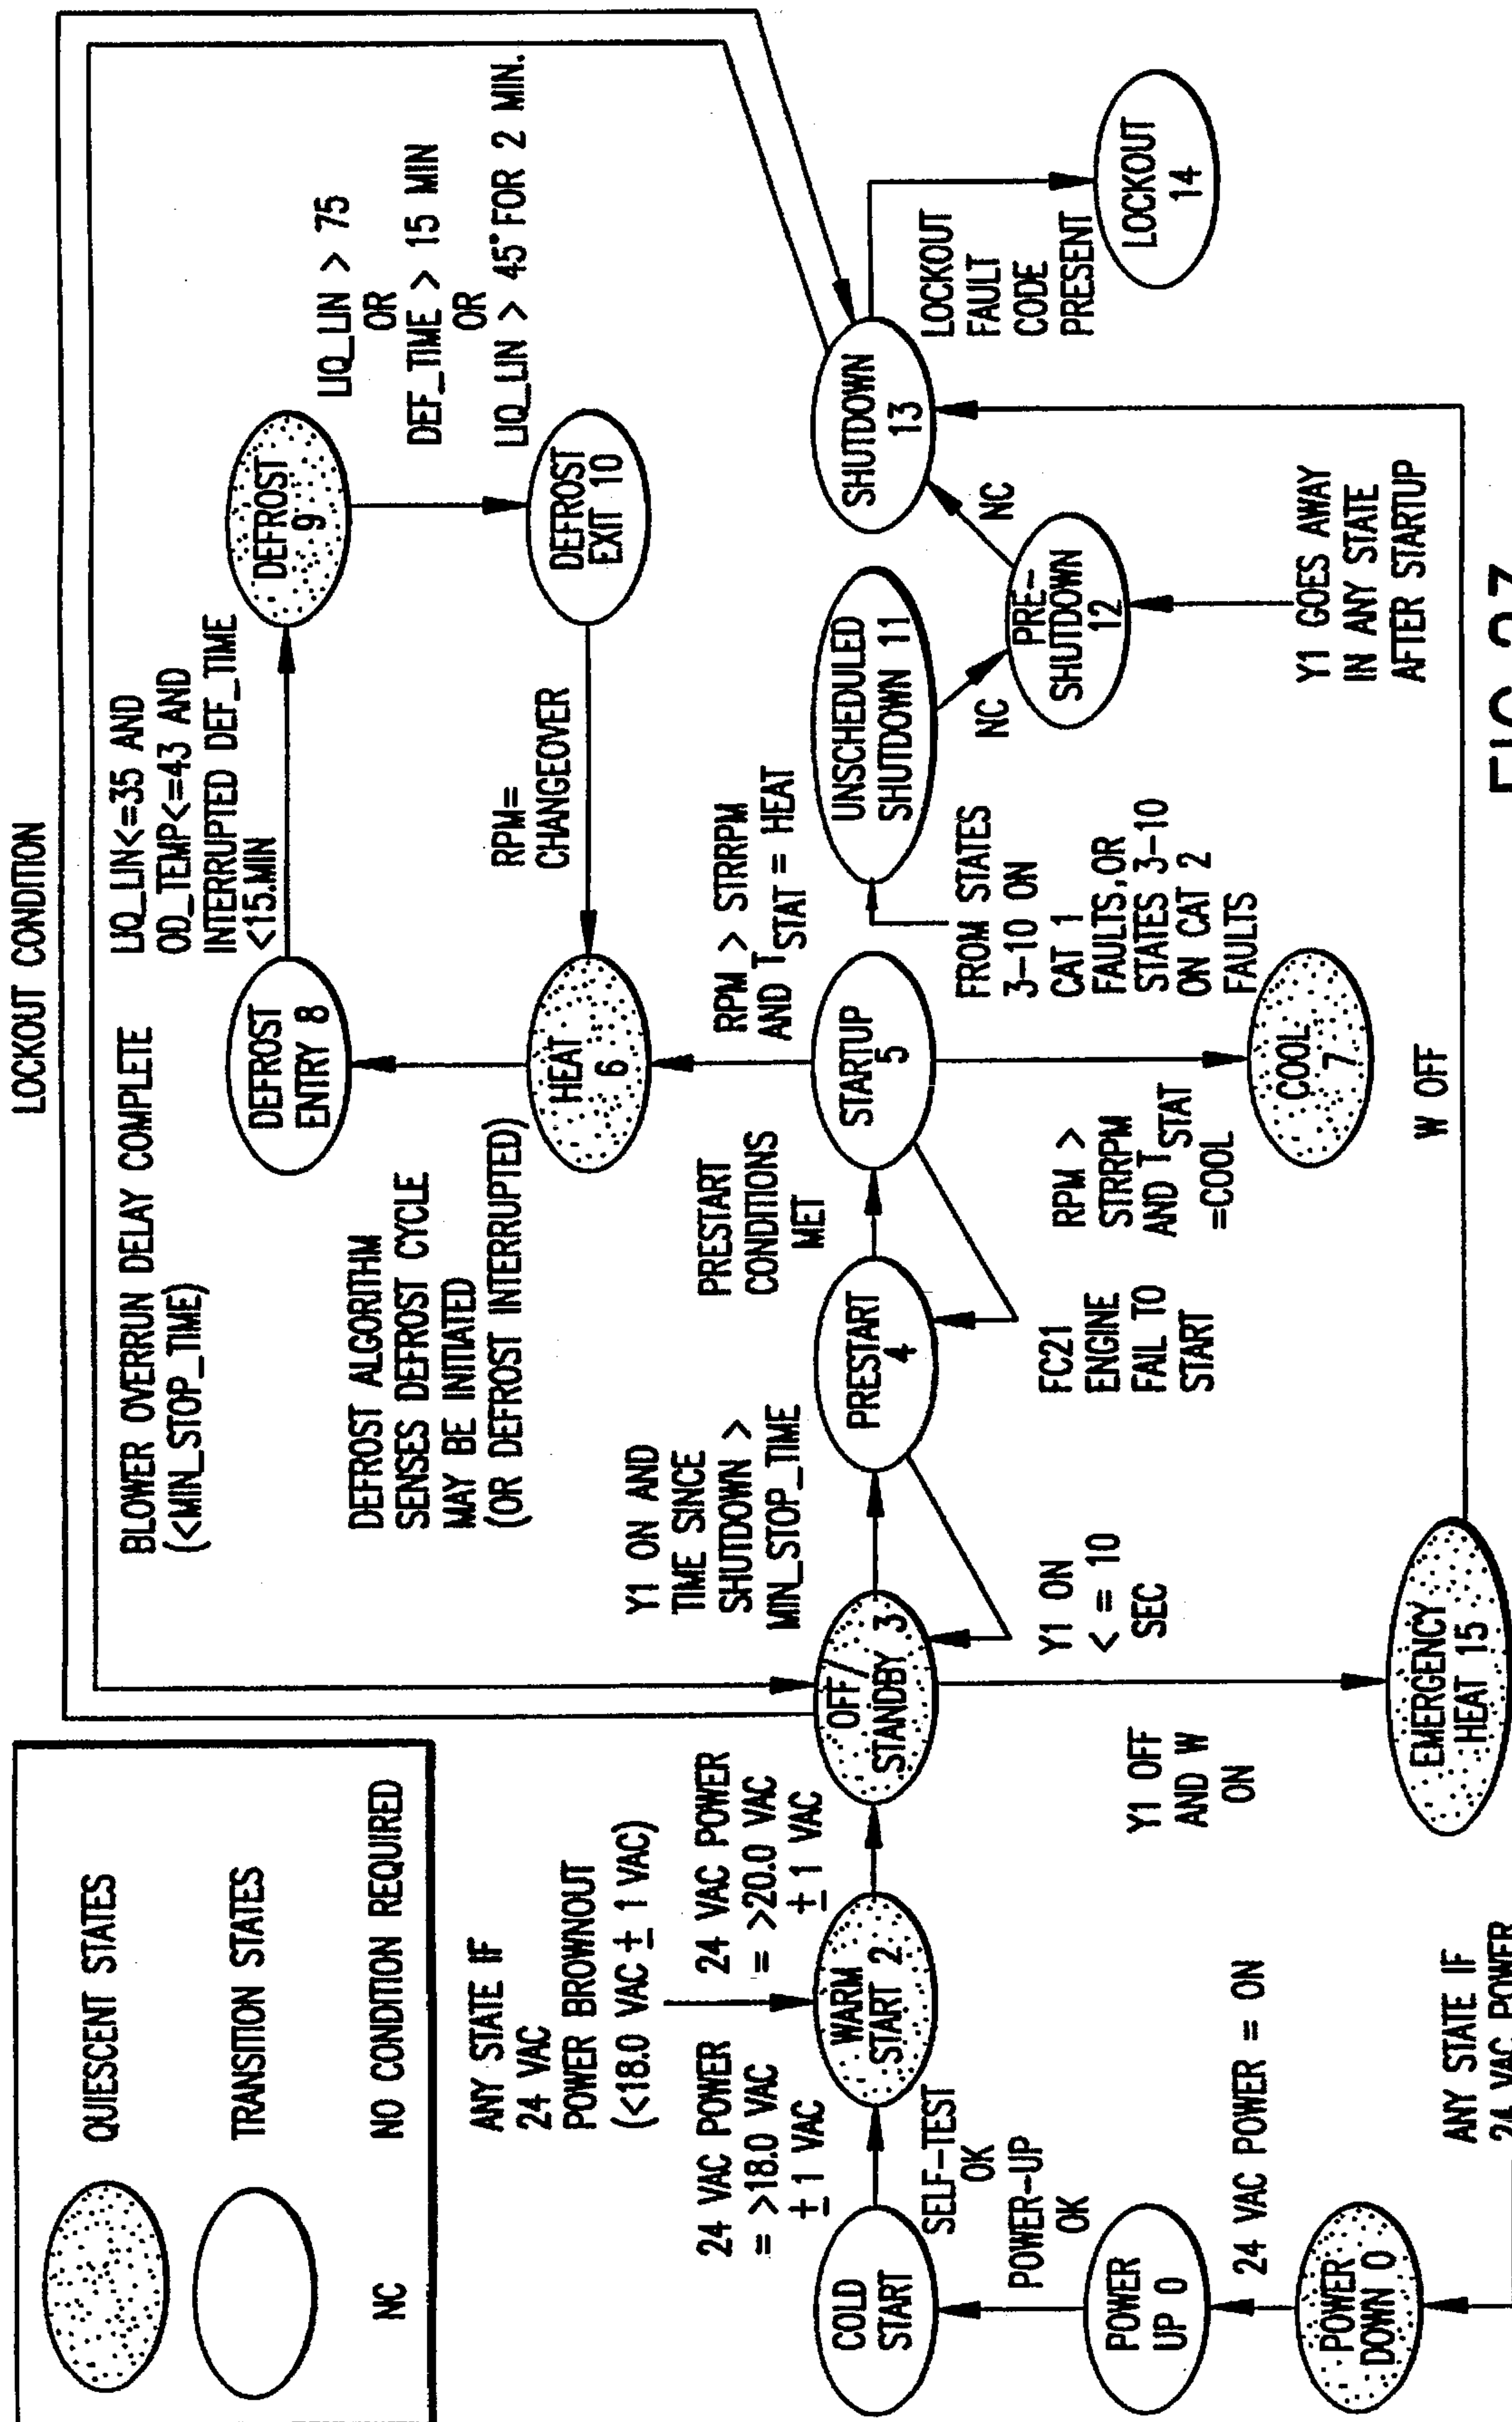 QUIESCENT STATES
TRANSITION STATES
NC
NO CONDITION REQUIRED
LOCKOUT CONDITION
BLOWER OVERRUN DELAY COMPLETE
(<MIN_STOP_TIME)
ANY STATE IF
24 VAC
POWER BROWNOUT
(<18.0 VAC ± 1 VAC)
DEFROST ALGORITHM
SENSES DEFROST CYCLE
MAY BE INITIATED
(OR DEFROST INTERRUPTED)
DEFROST
ENTRY 8
LIQ_LIN<=35 AND
OD_TEMP<=43 AND
INTERRUPTED DEF_TIME
<15.MIN
DEFROST
9
LIQ_LIN > 75
OR
DEF_TIME > 15 MIN
OR
LIQ_LIN > 45° FOR 2 MIN.
DEFROST
EXIT 10
RPM=
CHANGEOVER
HEAT
6
RPM > STRRPM
AND TSTAT = HEAT
24 VAC POWER
= >18.0 VAC
± 1 VAC
24 VAC POWER
= >20.0 VAC
± 1 VAC
Y1 ON AND
TIME SINCE
SHUTDOWN >
MIN_STOP_TIME
PRESTART
CONDITIONS
MET
COLD
START
WARM
START 2
OFF/
STANDBY 3
PRESTART
4
STARTUP
5
UNSCHEDULED
SHUTDOWN 11
SHUTDOWN
13
SELF-TEST
OK
POWER-UP
OK
POWER
UP 0
24 VAC POWER = ON
POWER
DOWN 0
ANY STATE IF
24 VAC POWER
Y1 ON
< = 10
SEC
Y1 OFF
AND W
ON
EMERGENCY
HEAT 15
W OFF
FC21
ENGINE
FAIL TO
START
RPM >
STRRPM
AND TSTAT
=COOL
COOL
7
FROM STATES
3-10 ON
CAT 1
FAULTS,OR
STATES 3-10
ON CAT 2
FAULTS
NC
PRE-
SHUTDOWN
12
NC
Y1 GOES AWAY
IN ANY STATE
AFTER STARTUP
LOCKOUT
FAULT
CODE
PRESENT
LOCKOUT
14